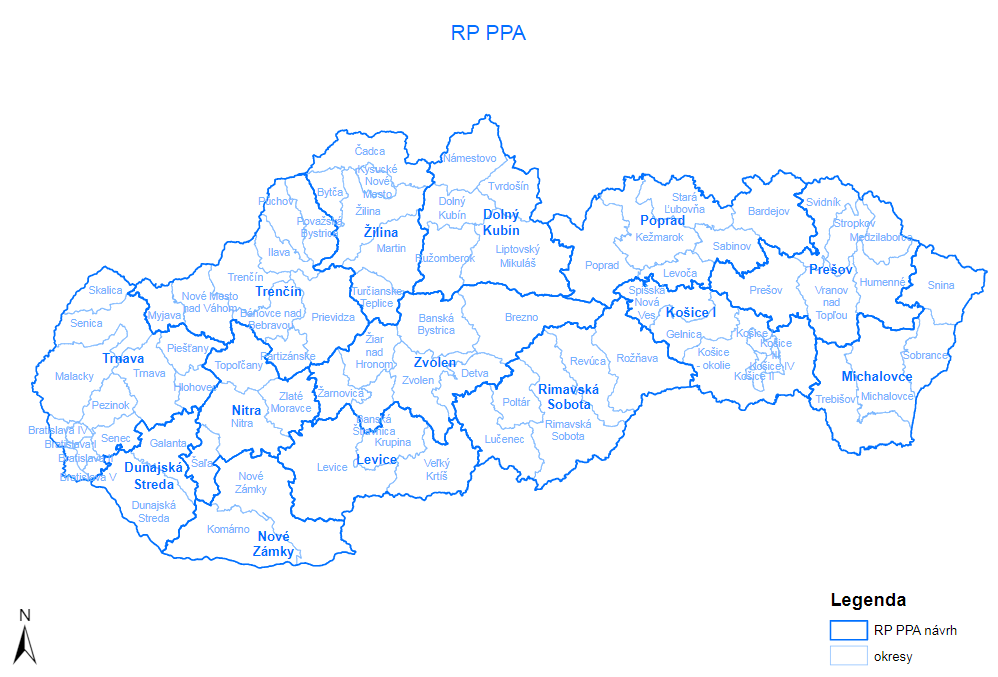 RP PPA
Čadca
Námestovo
Kysucké
Nové
Mesto
Tvrdošín
Bytča
Púchov
Dolný
Kubín
Stará
Ľubovňa
Svidník
Žilina
Bardejov
Dolný
Kubín
Poprad
Považská
Bystrica
Stropkov
Žilina
Kežmarok
Medzilaborce
Martin
Sabinov
Ilava
Ružomberok
Liptovský
Mikuláš
Poprad
Levoča
Prešov
Trenčín
Humenné
Snina
Skalica
Trenčín
Turčianske
Teplice
Spišská
Nová
Ves
Prešov
Vranov
nad
Topľou
Nové Mesto
nad Váhom
Myjava
Bánovce nad
Bebravou
Prievidza
Košice I
Senica
Banská
Bystrica
Brezno
Gelnica
Košice
Košice
III
Piešťany
Žiar
nad
Hronom
Košice
okolie
Košice IV
Košice II
Trnava
Partizánske
Revúca
Rožňava
Sobrance
Malacky
Trnava
Topoľčany
Zvolen
Zvolen
Detva
Michalovce
Hlohovec
Žarnovica
Rimavská
Sobota
Trebišov
Michalovce
Pezinok
Nitra
Nitra
Zlaté
Moravce
Poltár
Banská
Štiavnica
Rimavská
Sobota
Bratislava IV
Bratislava I
Senec
Galanta
Krupina
Lučenec
Bratislava V
Šaľa
Levice
Levice
Veľký
Krtíš
Dunajská
Streda
Nové
Zámky
Dunajská
Streda
Komárno
Nové
Zámky
Legenda
RP PPA návrh
okresy
N